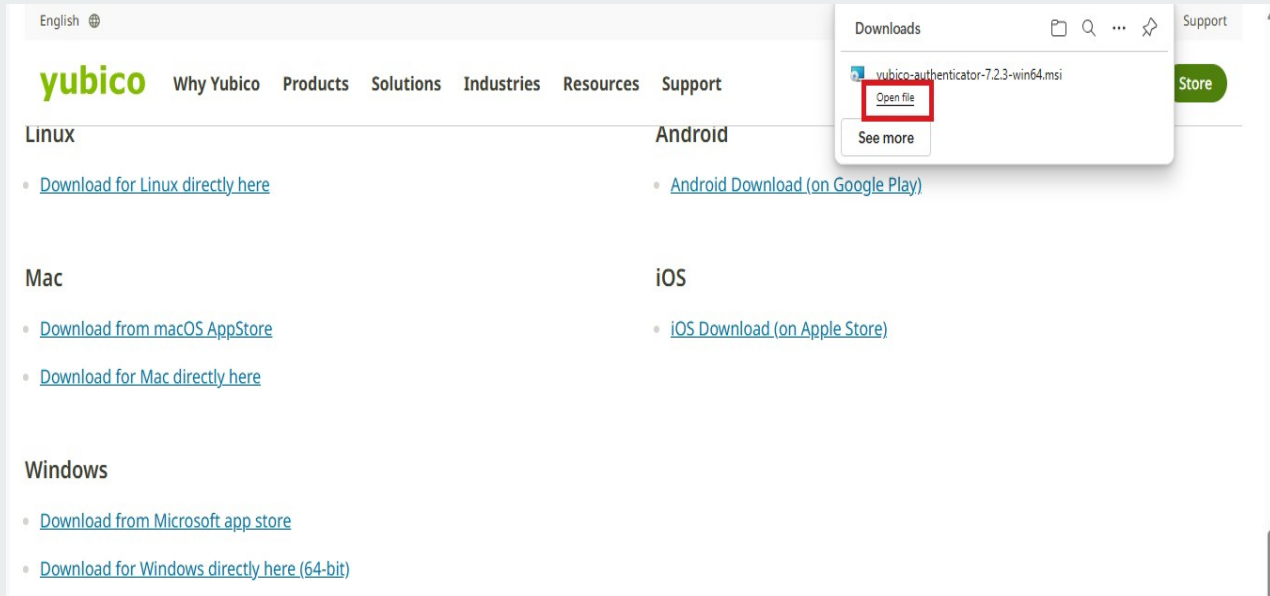 English
Support
Downloads
yubico-authenticator-7.2.3-win64.msi
Open file
See more
yubico
Why Yubico Products Solutions Industries Resources Support
Store
Linux
Download for Linux directly here
Android
Android Download (on Google Play)
Mac
Download from macOS AppStore
Download for Mac directly here
iOS
iOS Download (on Apple Store)
Windows
Download from Microsoft app store
Download for Windows directly here (64-bit)